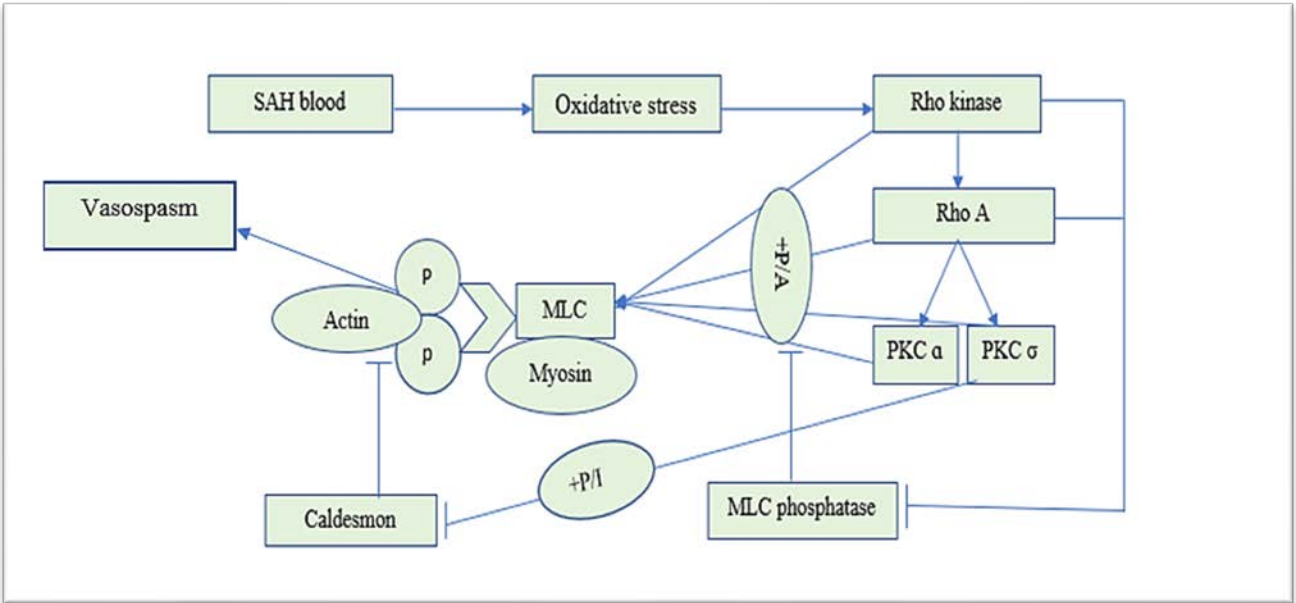 SAH blood
Oxidative stress
Rho kinase
Vasospasm
Rho A
+P/A
p
Actin
MLC
p
PKC α
PKC σ
Myosin
+P/I
Caldesmon
MLC phosphatase